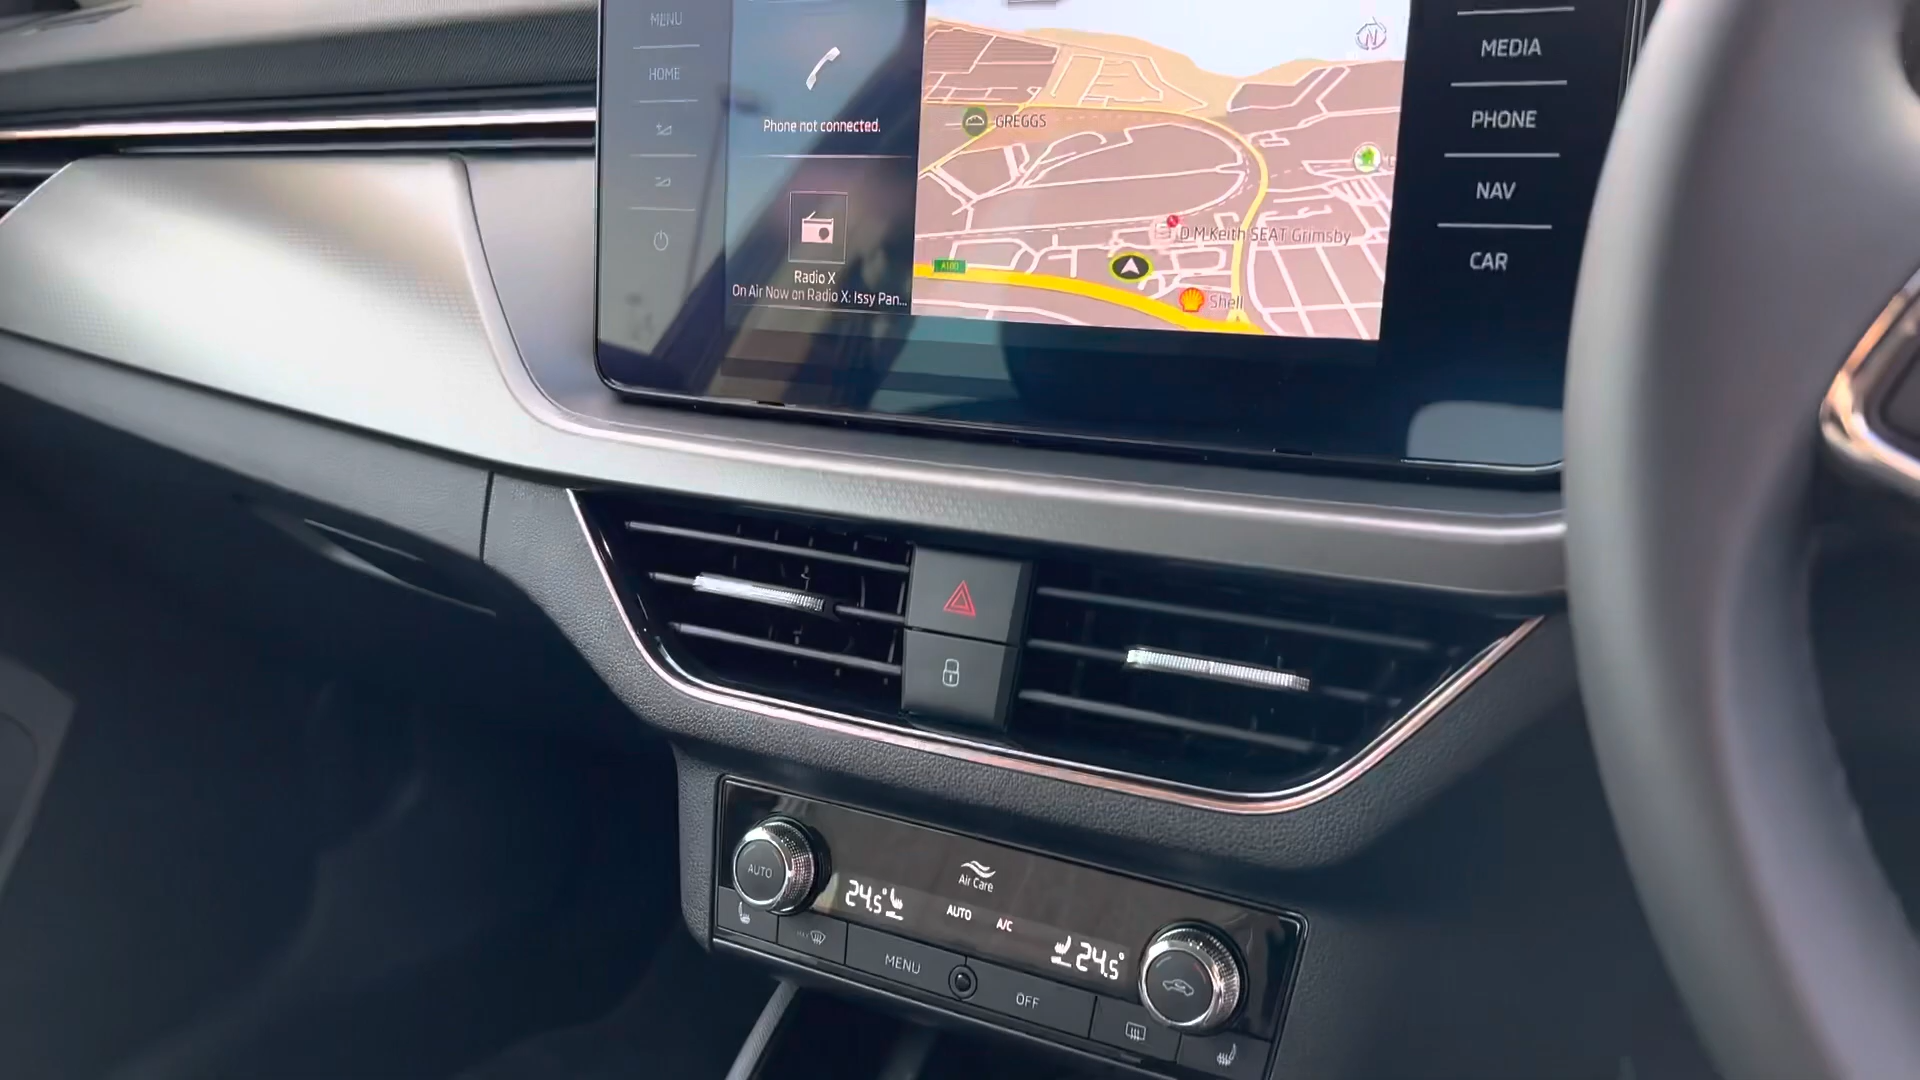 MENU
HOME
Phone not connected.
Radio X
On Air Now on Radio X: Issy Pan...
N
GREGGS
D.M.Keith SEAT Grimsby
A180
Shell
MEDIA
PHONE
NAV
CAR
AUTO
24.5°
Air Care
AUTO
A/C
24.5°
MAX
MENU
OFF